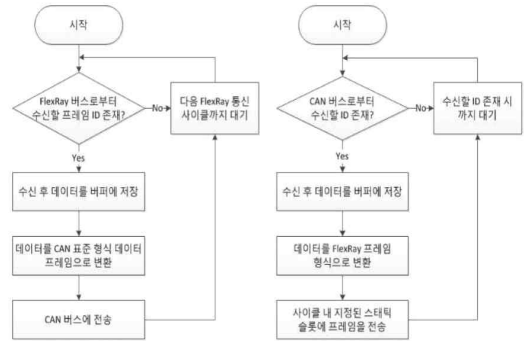 시작
FlexRay 버스로부터
수신할 프레임 ID 존재?
No
다음 FlexRay 통신
사이클까지 대기
Yes
수신 후 데이터를 버퍼에 저장
데이터를 CAN 표준 형식 데이터
프레임으로 변환
CAN 버스에 전송
시작
CAN 버스로부터
수신할 ID 존재?
No
수신할 ID 존재 시
까지 대기
Yes
수신 후 데이터를 버퍼에 저장
데이터를 FlexRay 프레임
형식으로 변환
사이클 내 지정된 스태틱
슬롯에 프레임을 전송